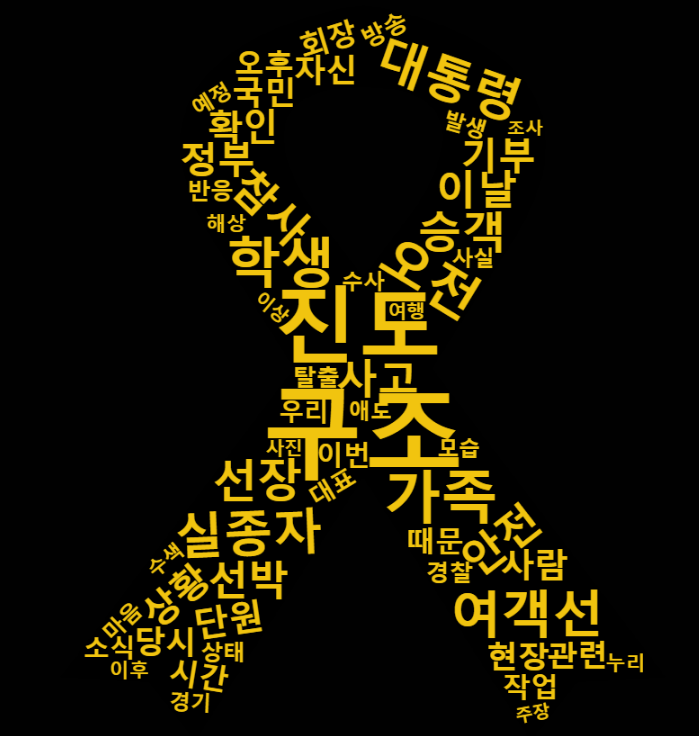 회장
방송
대통령
오후
자신
예정
국민
확인
발생
조사
정부
기부
반응
참사
이날
해상
승객
학생
오전
사실
수사
이상
진도
여행
탈출
사고
구조
우리
애도
사진
이번
모습
선장
대표
가족
실종자
때문
안전
수색
경찰
사람
상황
선박
마음
단원
여객선
소식
당시
상태
현장
관련
누리
이후
시간
작업
경기
주장